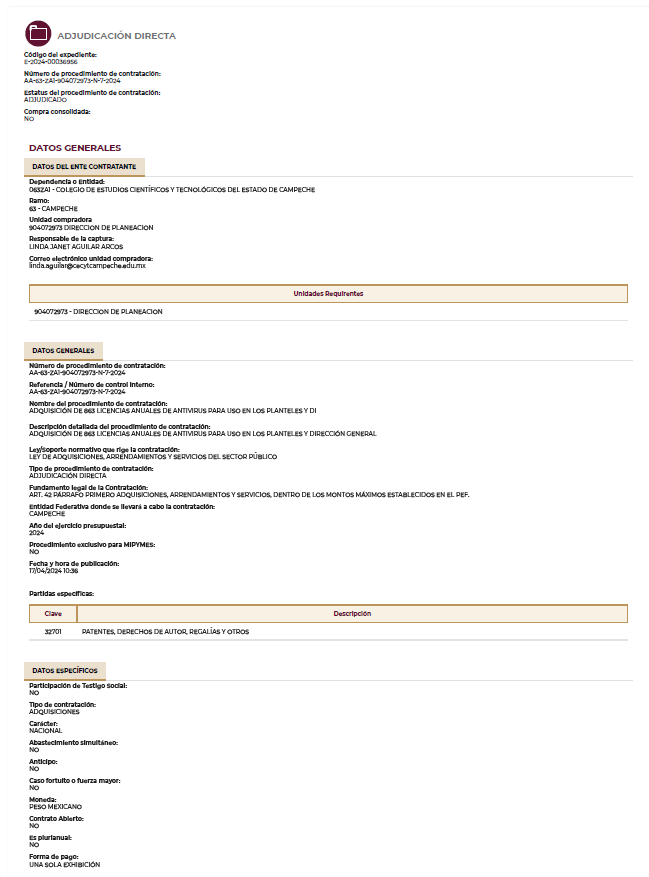 ADJUDICACIÓN DIRECTA
Código del expediente:
E-2024-00036956
Número de procedimiento de contratación:
AA-63-ZA1-904072973-N-7-2024
Estatus del procedimiento de contratación:
ADJUDICADO
Compra consolidada:
NO
DATOS GENERALES
DATOS DEL ENTE CONTRATANTE
Dependencia o Entidad:
063ZA1 - COLEGIO DE ESTUDIOS CIENTÍFICOS Y TECNOLÓGICOS DEL ESTADO DE CAMPECHE
Ramo:
63 - CAMPECHE
Unidad compradora
904072973 DIRECCION DE PLANEACION
Responsable de la captura:
LINDA JANET AGUILAR ARCOS
Correo electrónico unidad compradora:
linda.aguilar@cecytcampeche.edu.mx
Unidades Requirentes
904072973 - DIRECCION DE PLANEACION
DATOS GENERALES
Número de procedimiento de contratación:
AA-63-ZA1-904072973-N-7-2024
Referencia / Número de control interno:
AA-63-ZA1-904072973-N-7-2024
Nombre del procedimiento de contratación:
ADQUISICIÓN DE 863 LICENCIAS ANUALES DE ANTIVIRUS PARA USO EN LOS PLANTELES Y DI
Descripción detallada del procedimiento de contratación:
ADQUISICIÓN DE 863 LICENCIAS ANUALES DE ANTIVIRUS PARA USO EN LOS PLANTELES Y DIRECCIÓN GENERAL
Ley/Soporte normativo que rige la contratación:
LEY DE ADQUISICIONES, ARRENDAMIENTOS Y SERVICIOS DEL SECTOR PÚBLICO
Tipo de procedimiento de contratación:
ADJUDICACIÓN DIRECTA
Fundamento legal de la Contratación:
ART. 42 PÁRRAFO PRIMERO ADQUISICIONES, ARRENDAMIENTOS Y SERVICIOS, DENTRO DE LOS MONTOS MÁXIMOS ESTABLECIDOS EN EL PEF.
Entidad Federativa donde se llevará a cabo la contratación:
CAMPECHE
Año del ejercicio presupuestal:
2024
Procedimiento exclusivo para MIPYMES:
NO
Fecha y hora de publicación:
17/04/2024 10:36
Partidas específicas:
Clave Descripción
32701 PATENTES, DERECHOS DE AUTOR, REGALÍAS Y OTROS
DATOS ESPECÍFICOS
Participación de Testigo social:
NO
Tipo de contratación:
ADQUISICIONES
Carácter:
NACIONAL
Abastecimiento simultáneo:
NO
Anticipo:
NO
Caso fortuito o fuerza mayor:
NO
Moneda:
PESO MEXICANO
Contrato Abierto:
NO
Es plurianual:
NO
Forma de pago:
UNA SOLA EXHIBICIÓN